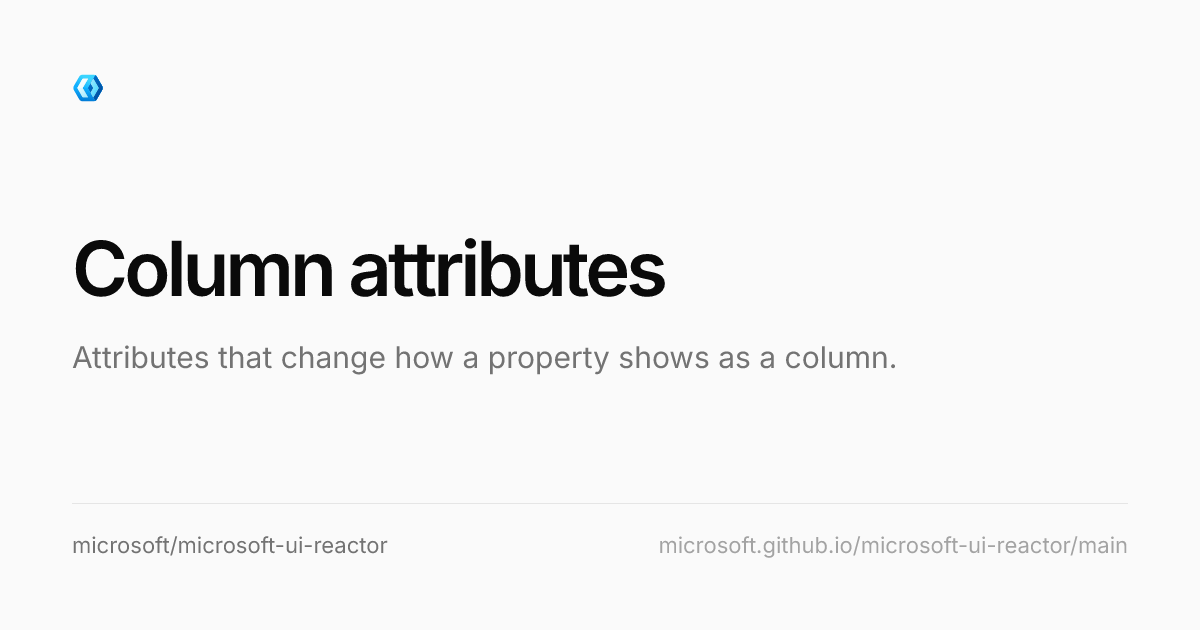 Column attributes
Attributes that change how a property shows as a column.
microsoft/microsoft-ui-reactor
microsoft.github.io/microsoft-ui-reactor/main